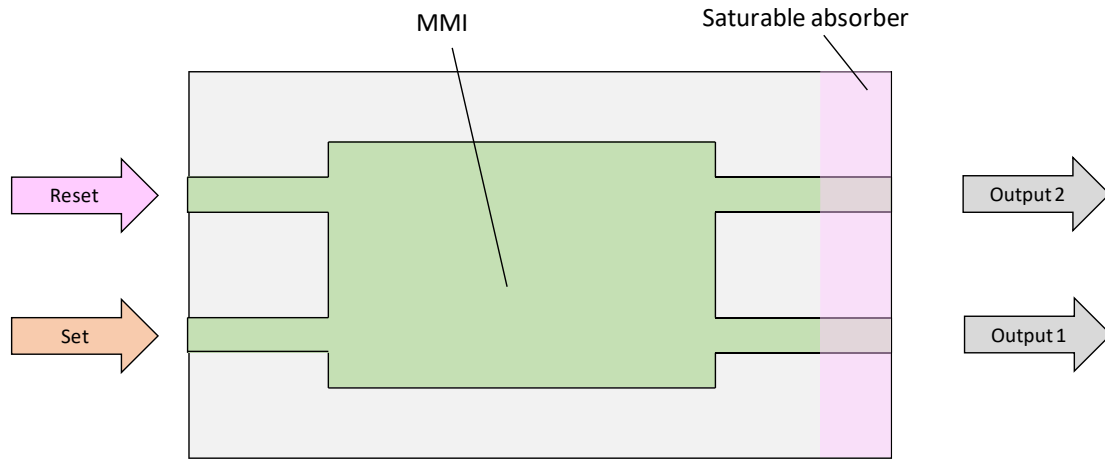 MMI
Saturable absorber
Reset
Output 2
Set
Output 1